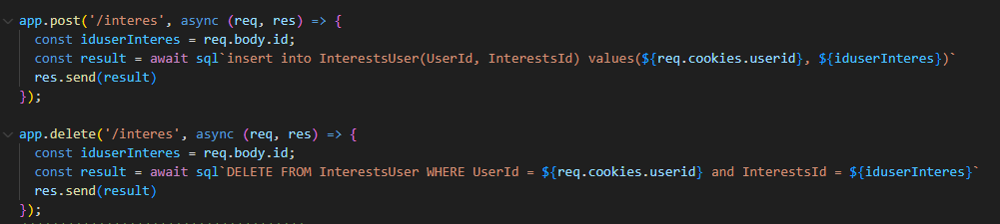 app.post('/interes', async (req, res) => {
  const iduserInteres = req.body.id;
  const result = await sql`insert into InterestsUser(UserId, InterestsId) values(${req.cookies.userid}, ${iduserInteres})`
  res.send(result)
});

app.delete('/interes', async (req, res) => {
  const iduserInteres = req.body.id;
  const result = await sql`DELETE FROM InterestsUser WHERE UserId = ${req.cookies.userid} and InterestsId = ${iduserInteres}`
  res.send(result)
});